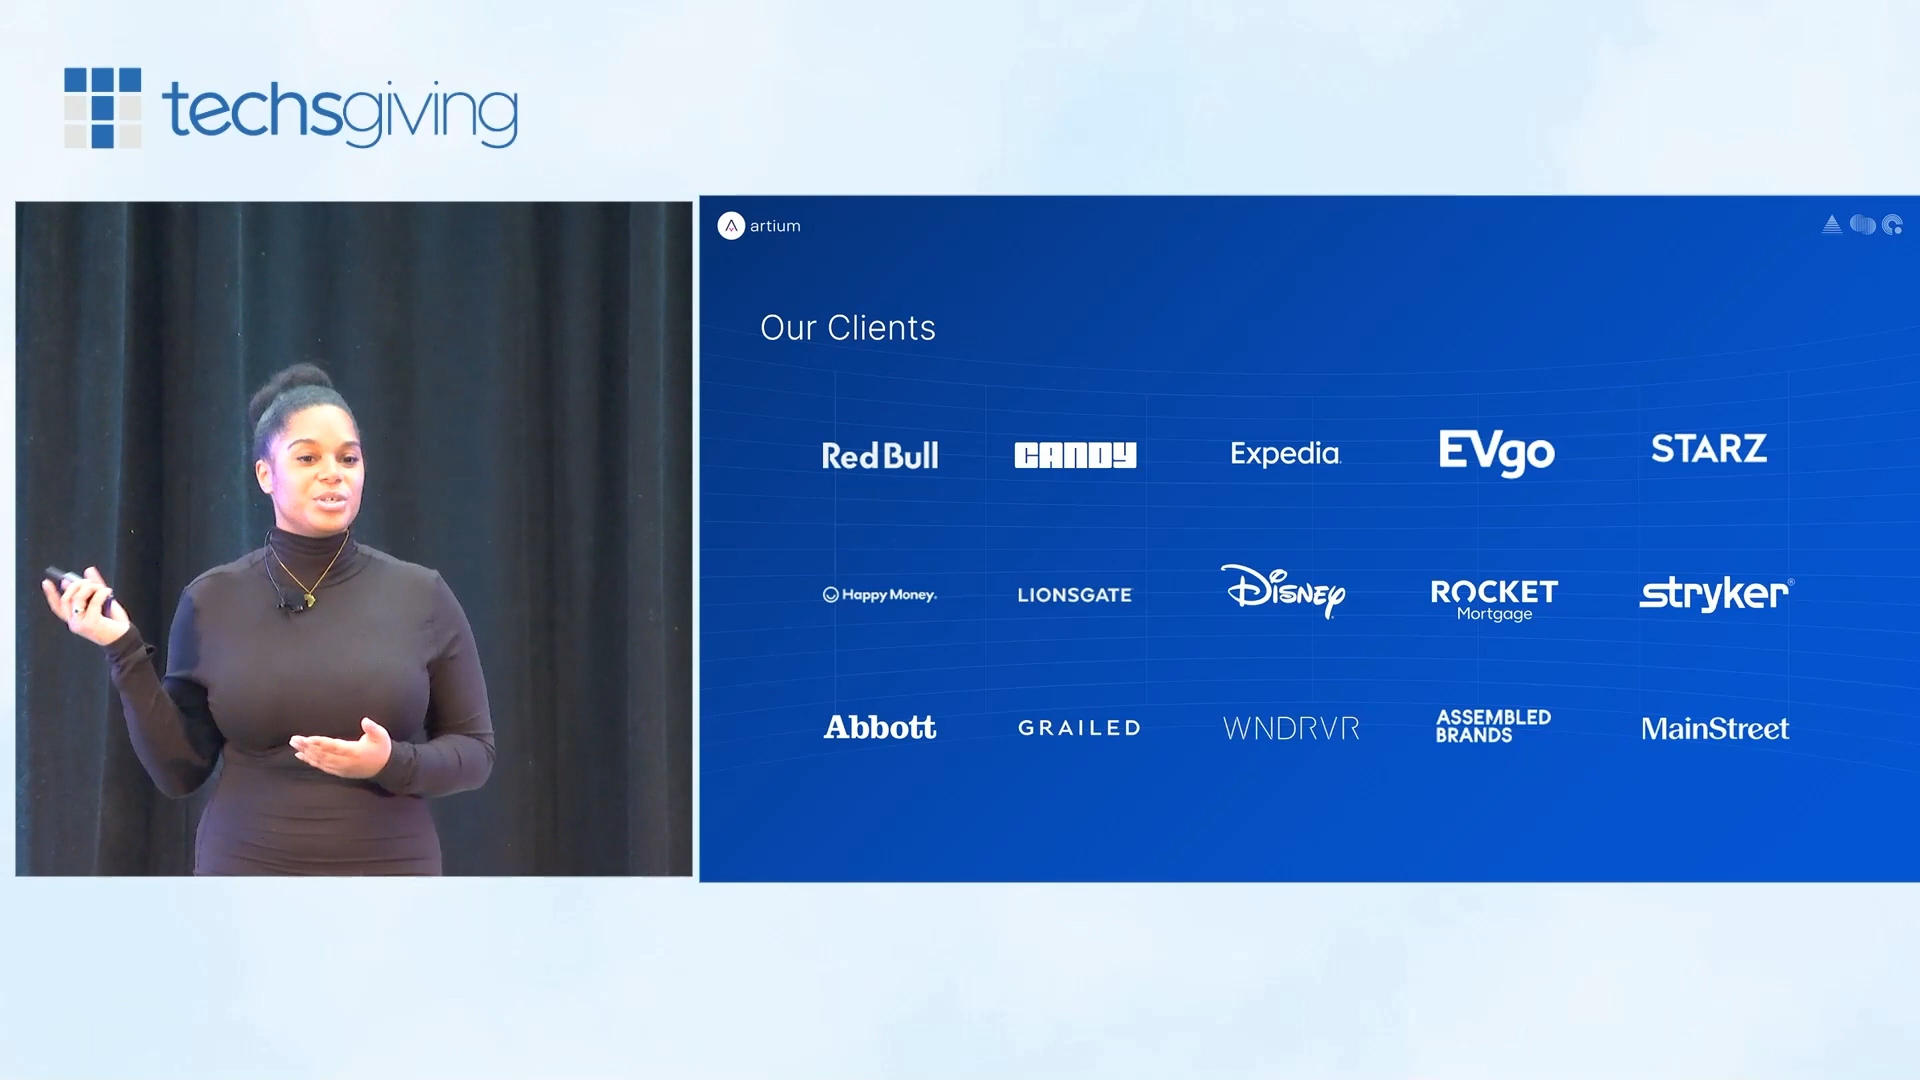 techsgiving
artium
Our Clients
Red Bull
CANDY
Expedia
EVgo
STARZ
Happy Money
LIONSGATE
Disney
ROCKET
Mortgage
stryker®
Abbott
GRAILED
WNDRVR
ASSEMBLED
BRANDS
MainStreet